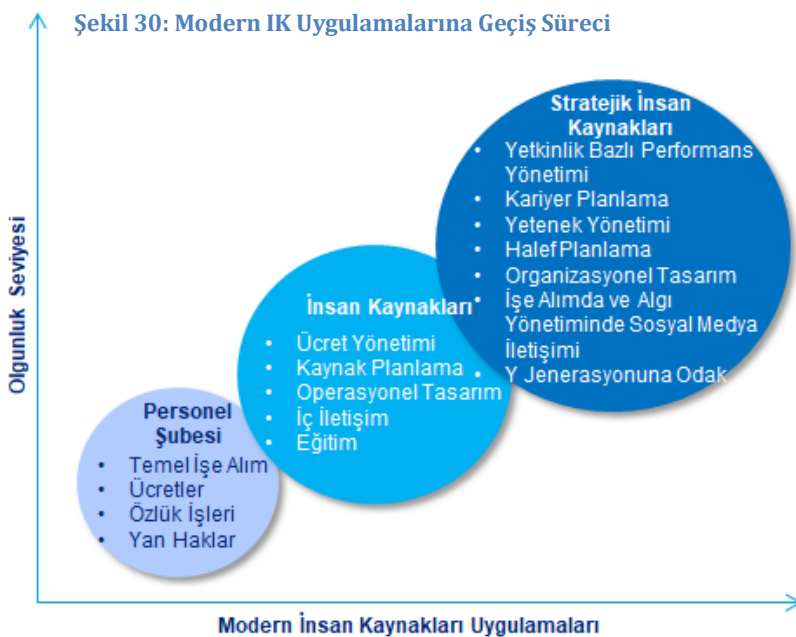 Şekil 30: Modern IK Uygulamalarına Geçiş Süreci
Stratejik İnsan
Kaynakları
• Yetkinlik Bazlı Performans
Yönetimi
• Kariyer Planlama
• Yetenek Yönetimi
• Halef Planlama
• Organizasyonel Tasarım
• İşe Alımda ve Algı
Yönetiminde Sosyal Medya
İletişimi
• Y Jenerasyonuna Odak
İnsan Kaynakları
• Ücret Yönetimi
• Kaynak Planlama
• Operasyonel Tasarım
• İç İletişim
• Eğitim
Personel
Şubesi
• Temel İşe Alım
• Ücretler
• Özlük İşleri
• Yan Haklar
Olgunluk Seviyesi
Modern İnsan Kaynakları Uygulamaları